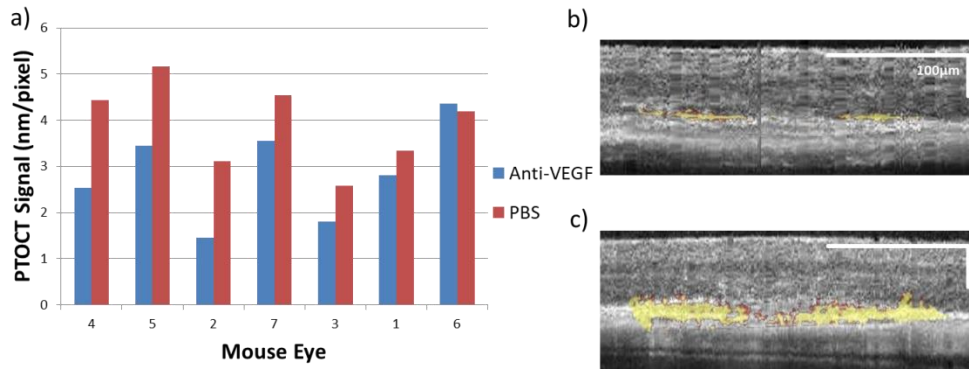 a)
6
5
4
3
2
1
0
PTOCT Signal (nm/pixel)
4 5 2 7 3 1 6
Mouse Eye
Anti-VEGF
PBS
b)
100µm
c)